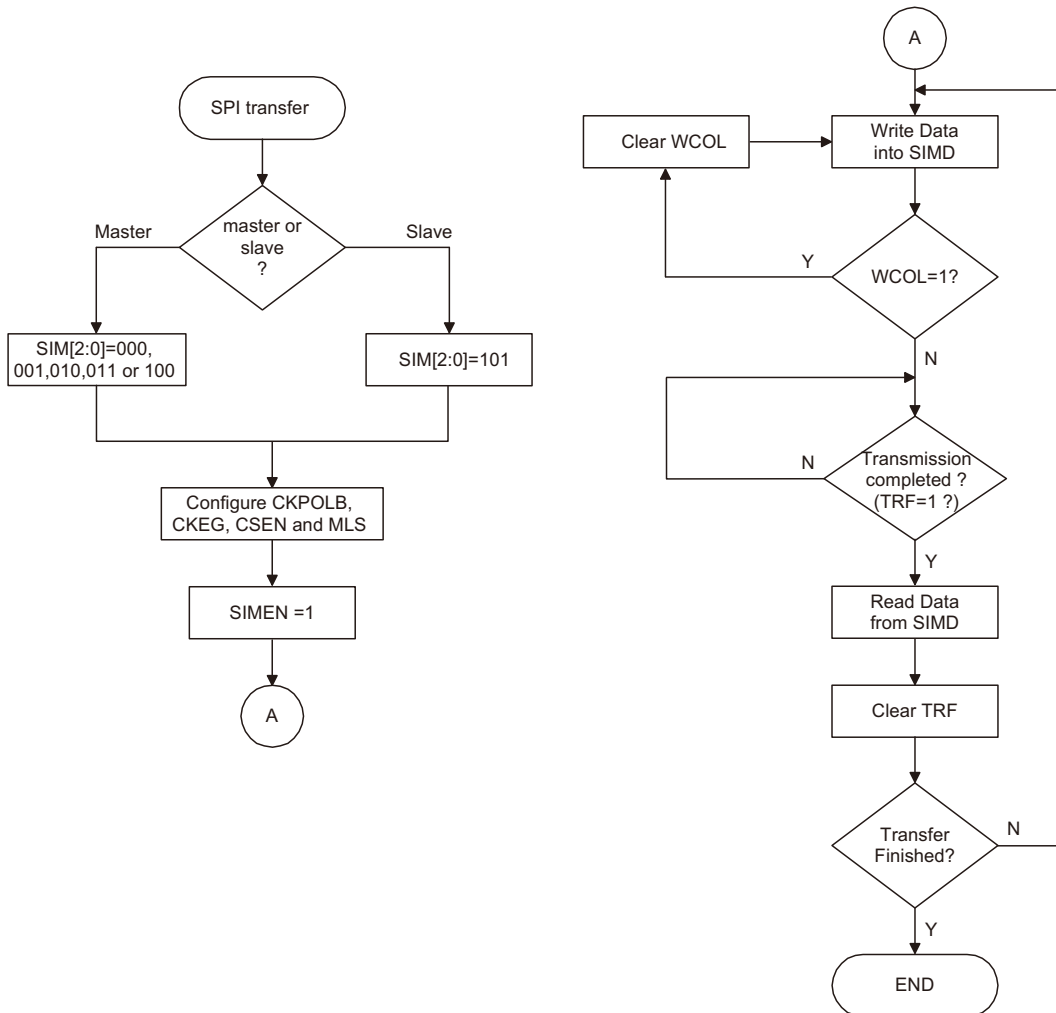 SPI transfer
master or
slave
?
Master
Slave
SIM[2:0]=000,
001,010,011 or 100
SIM[2:0]=101
Configure CKPOLB,
CKEG, CSEN and MLS
SIMEN =1
A
A
Write Data
into SIMD
Clear WCOL
WCOL=1?
Y
N
Transmission
completed ?
(TRF=1 ?)
N
Y
Read Data
from SIMD
Clear TRF
Transfer
Finished?
N
Y
END